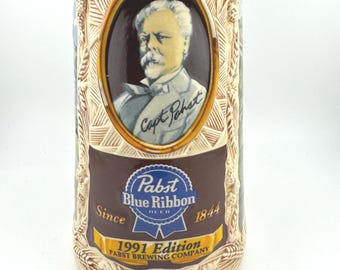 Capt Pabst
Pabst
Blue Ribbon
BEER
Since 1844
1991 Edition
PABST BREWING COMPANY